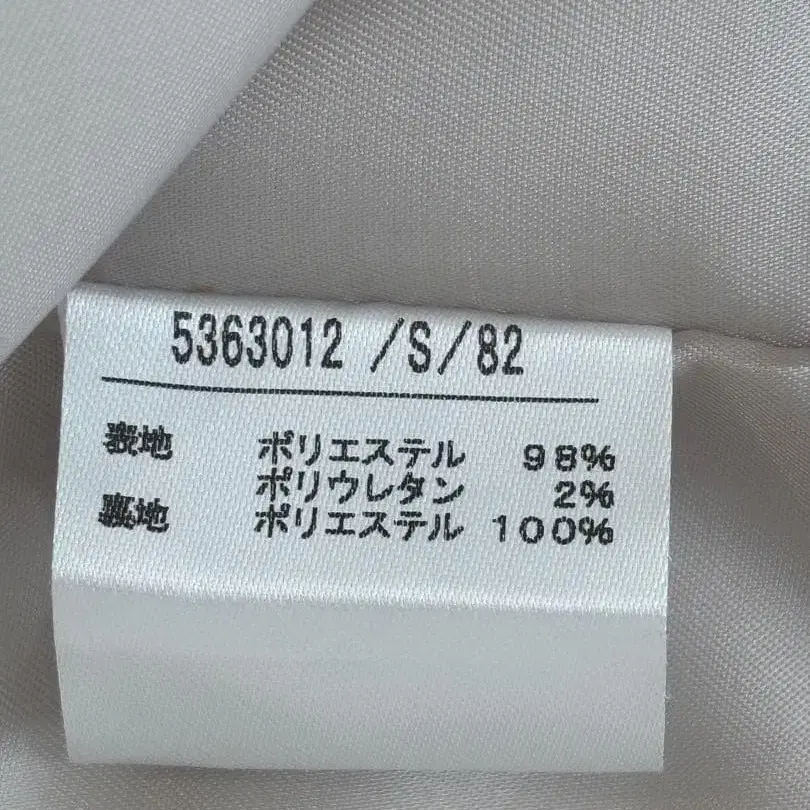 5363012 /S/82
表地 ポリエステル 98%
ポリウレタン 2%
裏地 ポリエステル 100%